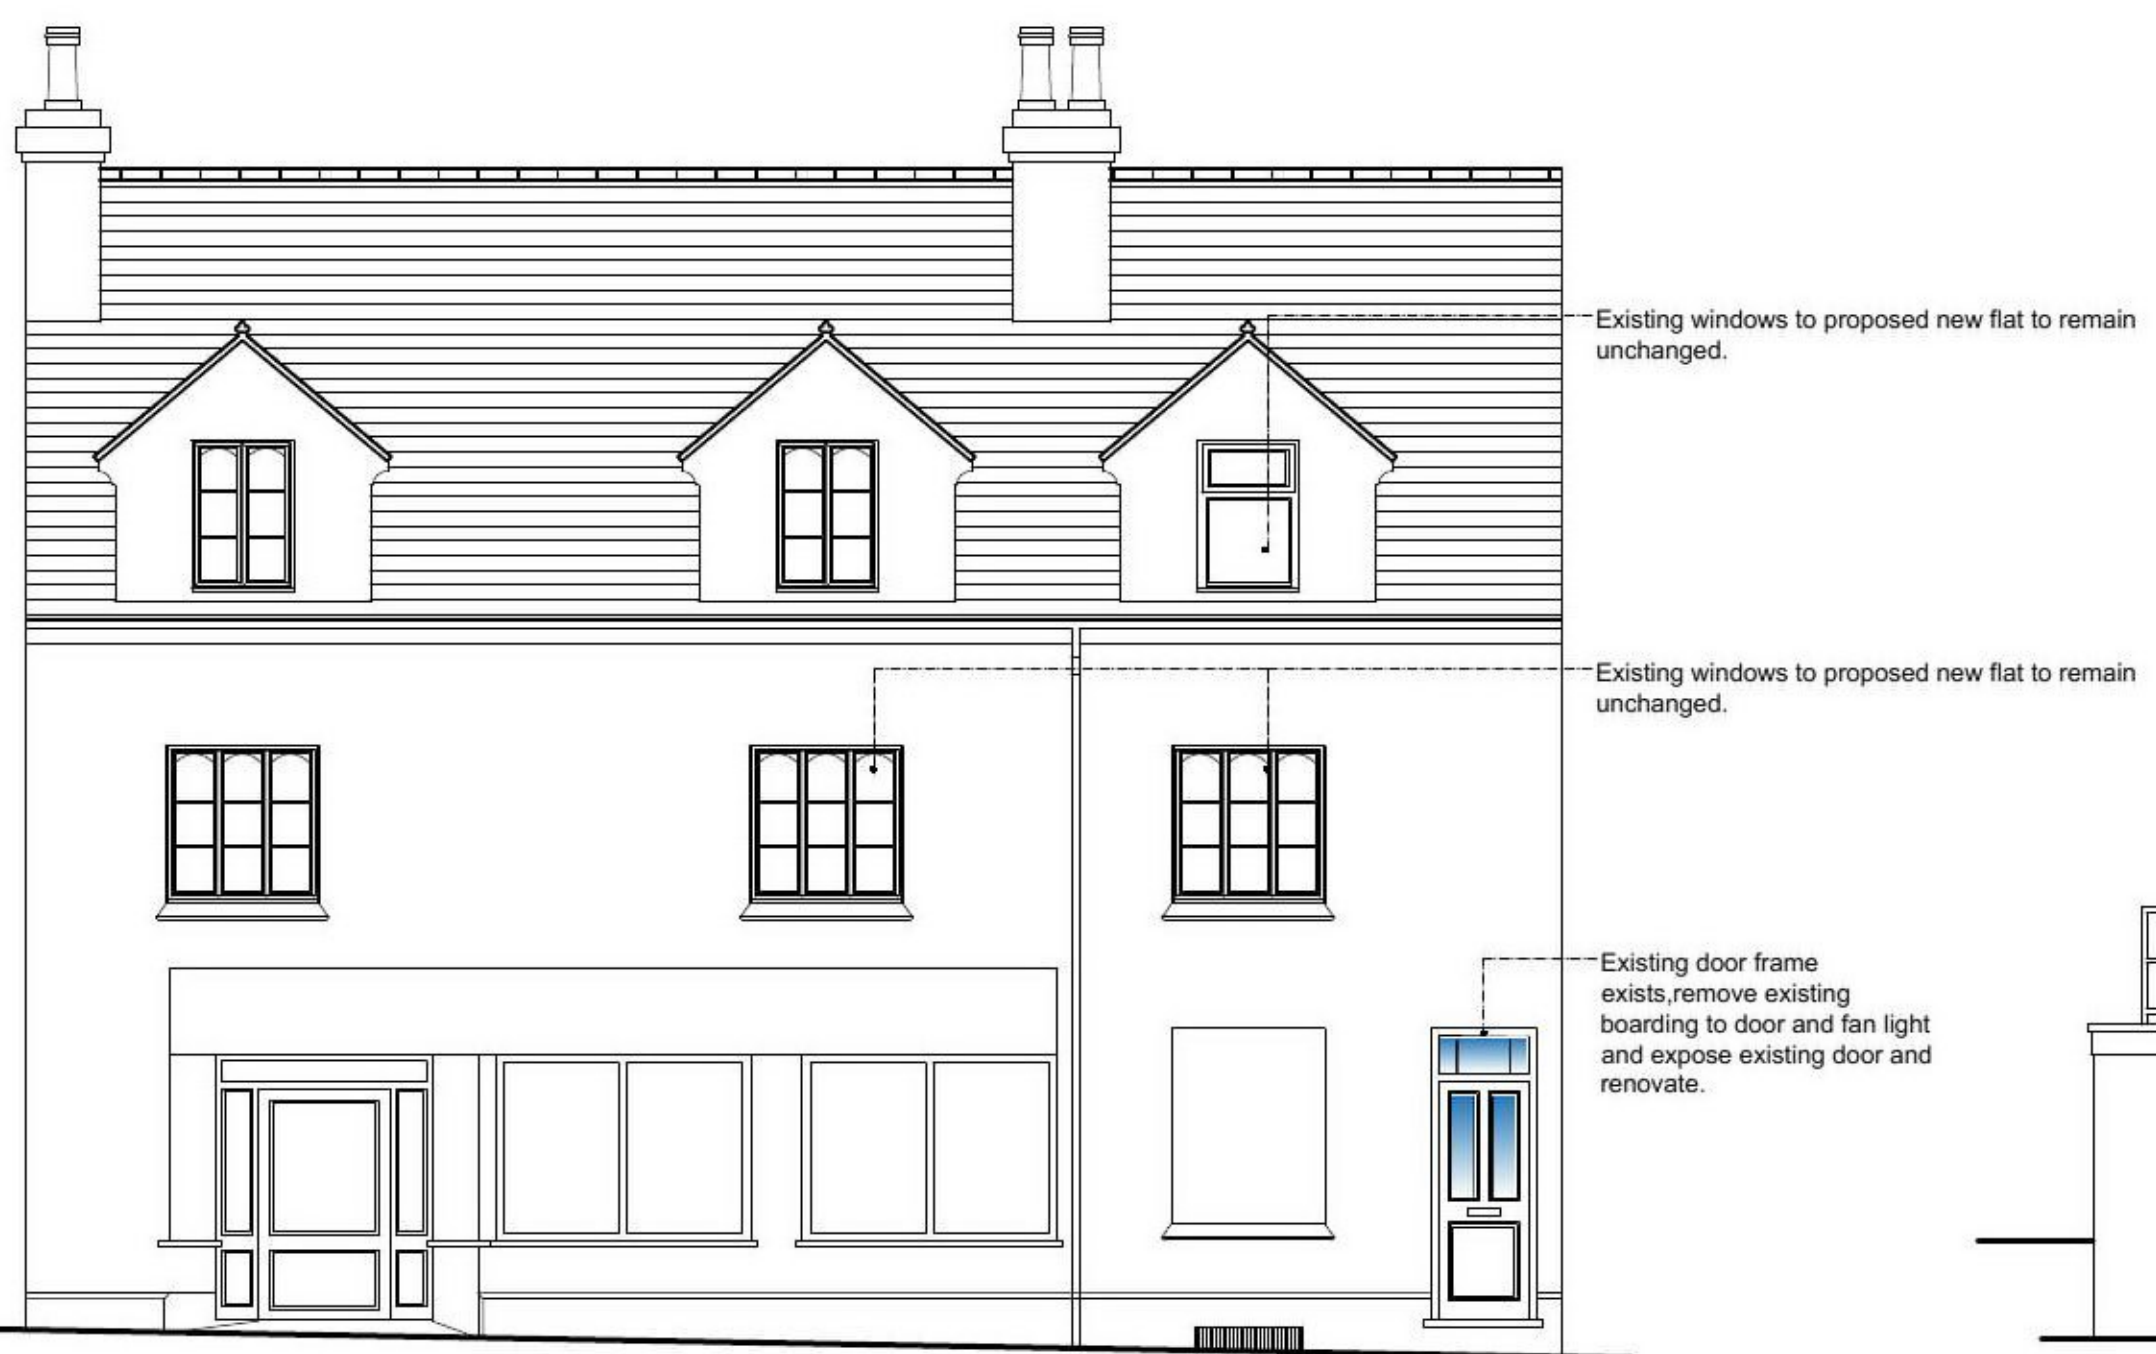 Existing windows to proposed new flat to remain
unchanged.
Existing windows to proposed new flat to remain
unchanged.
Existing door frame
exists,remove existing
boarding to door and fan light
and expose existing door and
renovate.